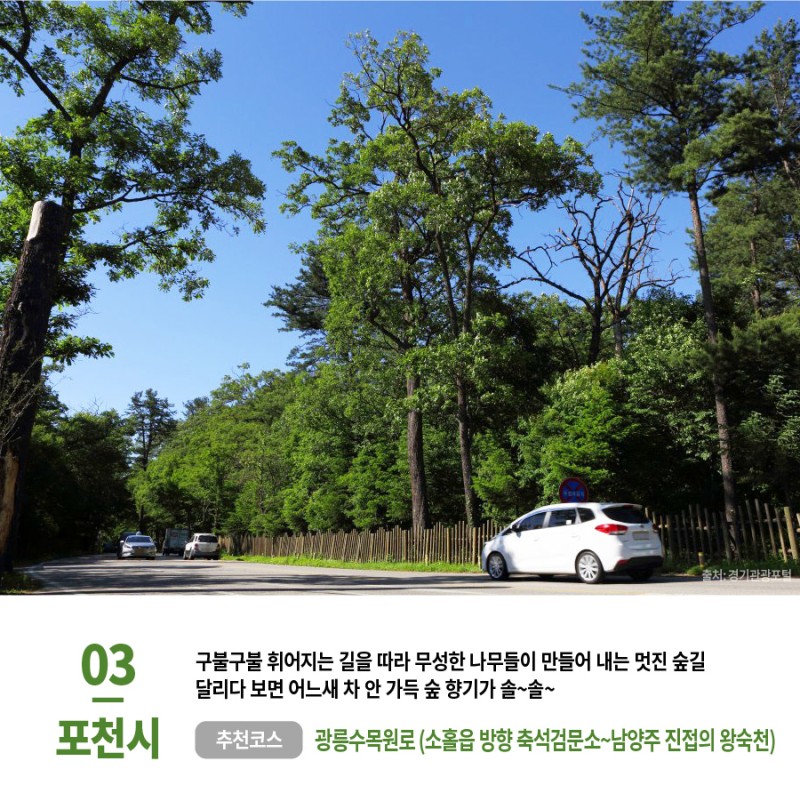 출처: 경기관광포털
03
포천시
구불구불 휘어지는 길을 따라 무성한 나무들이 만들어 내는 멋진 숲길
달리다 보면 어느새 차 안 가득 숲 향기가 솔~솔~
추천코스
광릉수목원로 (소홀읍 방향 축석검문소~남양주 진접의 왕숙천)